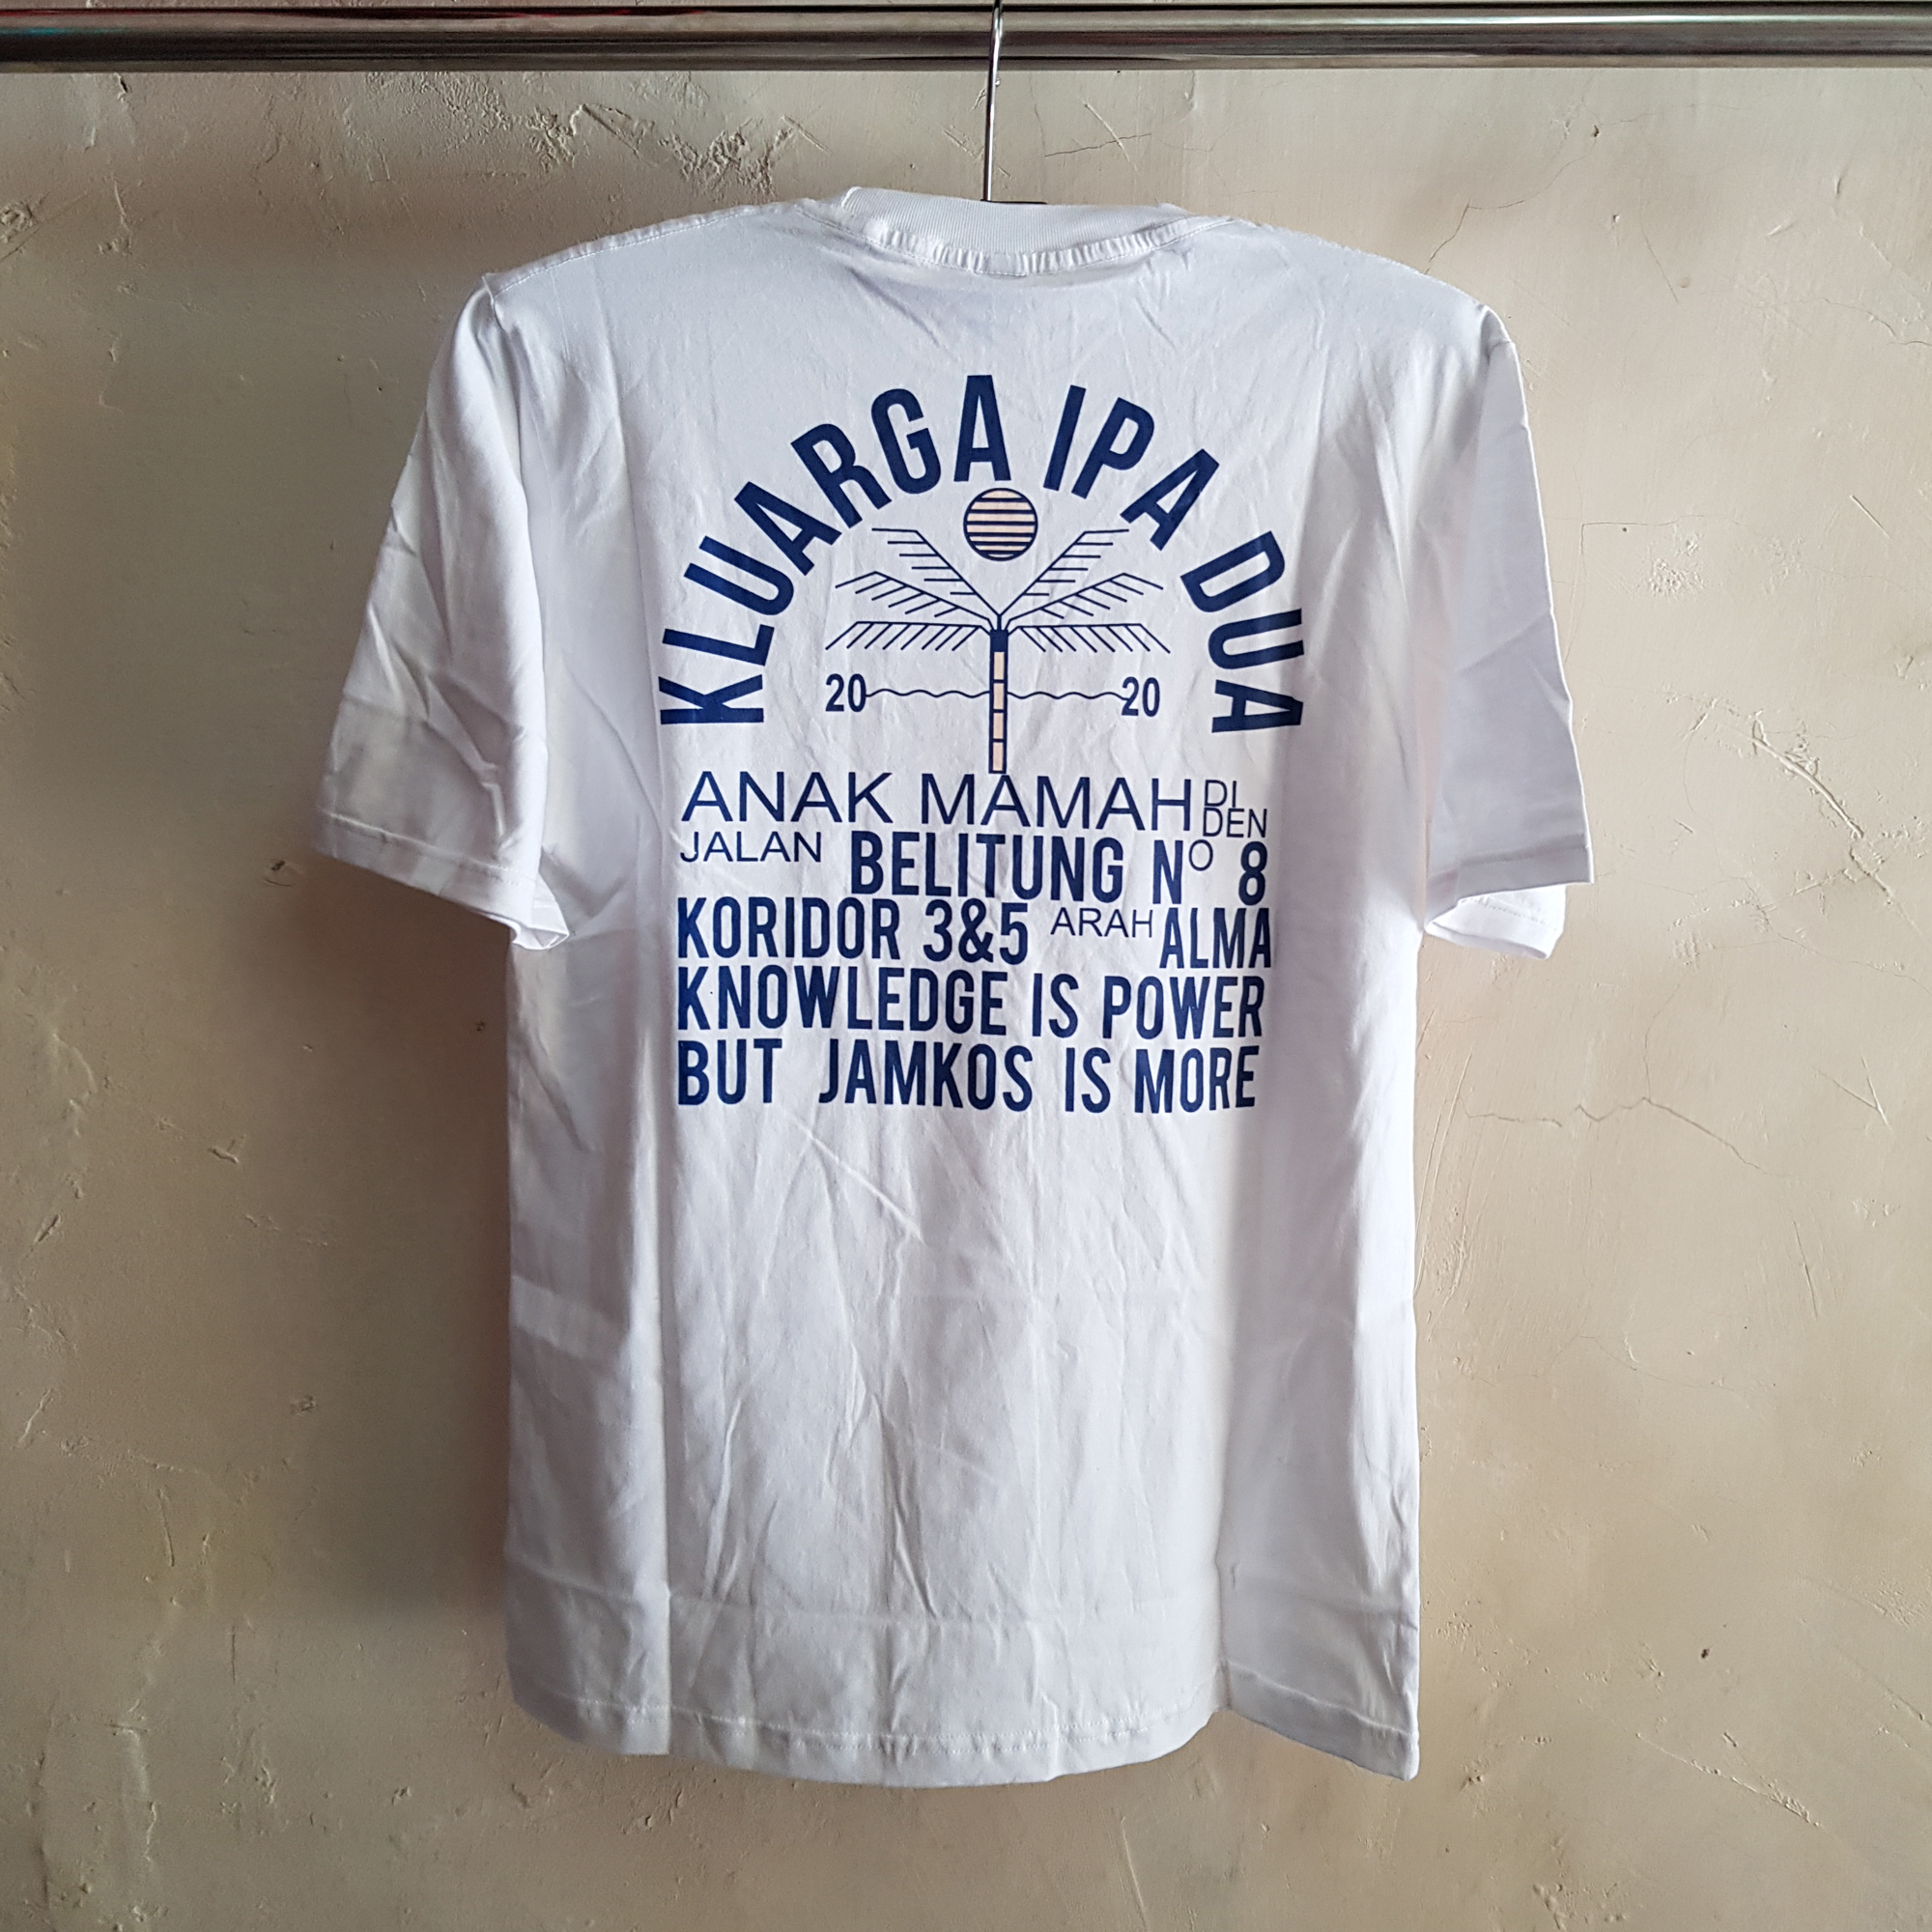 KLUARGA IPA DUA
20 20
ANAK MAMAH DI DEN
JALAN BELITUNG Nº 8
KORIDOR 3&5 ARAH ALMA
KNOWLEDGE IS POWER
BUT JAMKOS IS MORE